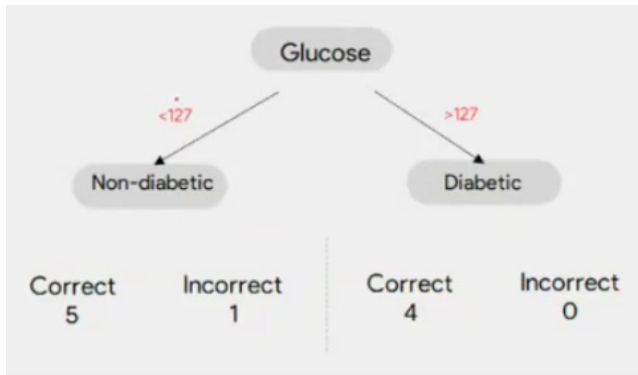 Glucose
<127
>127
Non-diabetic
Diabetic
Correct
Incorrect
Correct
Incorrect
5
1
4
0